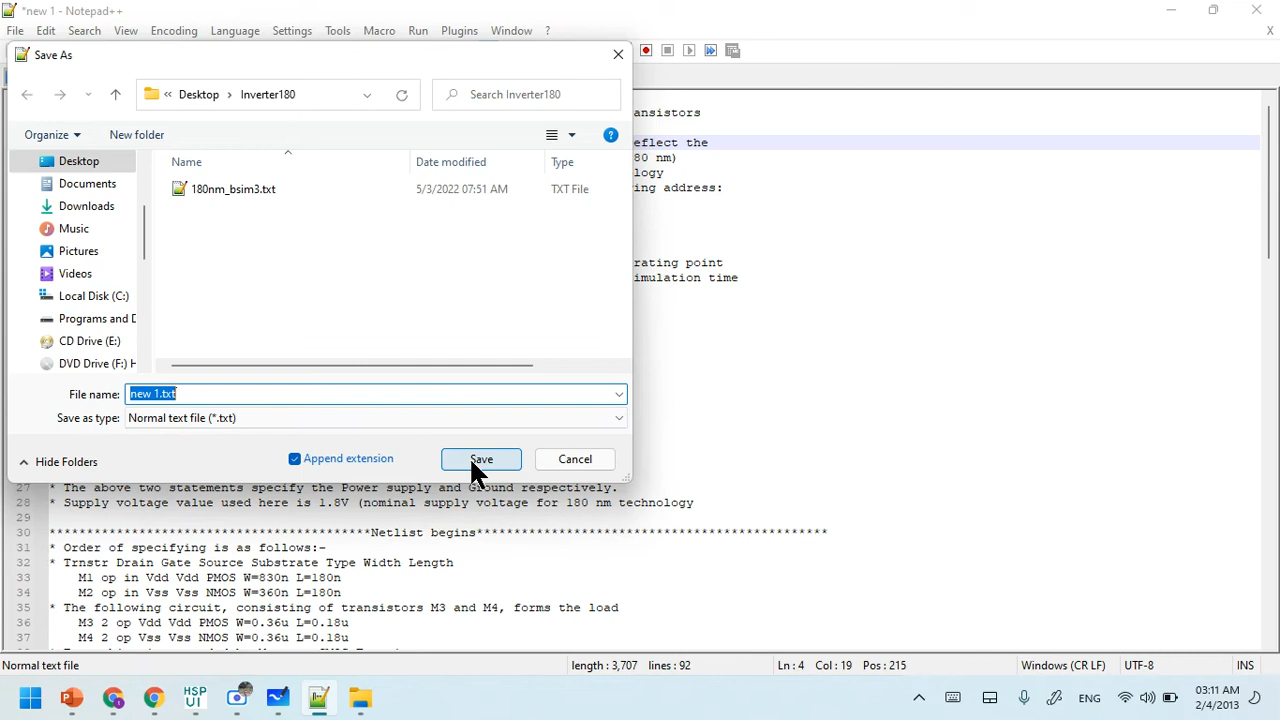 *new 1 - Notepad++
File Edit Search View Encoding Language Settings Tools Macro Run Plugins Window ?
X
Save As
Desktop › Inverter180
Search Inverter180
Organize
New folder
Name
Date modified
Type
Desktop
Documents
Downloads
Music
Pictures
Videos
Local Disk (C:)
Programs and D
CD Drive (E:)
DVD Drive (F:) H
180nm_bsim3.txt
5/3/2022 07:51 AM
TXT File
File name:
new 1.txt
Save as type:
Normal text file (*.txt)
Hide Folders
Append extension
Save
Cancel
ansistors
eflect the
80 nm)
logy
ing address:
rating point
imulation time
27 * The above two statements specify the Power supply and Ground respectively.
28 * Supply voltage value used here is 1.8V (nominal supply voltage for 180 nm technology
29
30 *******************************************Netlist begins***********************************************
31 * Order of specifying is as follows:-
32 * Trnstr Drain Gate Source Substrate Type Width Length
33 M1 op in Vdd Vdd PMOS W=830n L=180n
34 M2 op in Vss Vss NMOS W=360n L=180n
35 * The following circuit, consisting of transistors M3 and M4, forms the load
36 M3 2 op Vdd Vdd PMOS W=0.36u L=0.18u
37 M4 2 op Vss Vss NMOS W=0.36u L=0.18u
Normal text file
length : 3,707 lines : 92
Ln : 4 Col : 19 Pos : 215
Windows (CR LF)
UTF-8
INS
HSP
UI
ENG
03:11 AM
2/4/2013